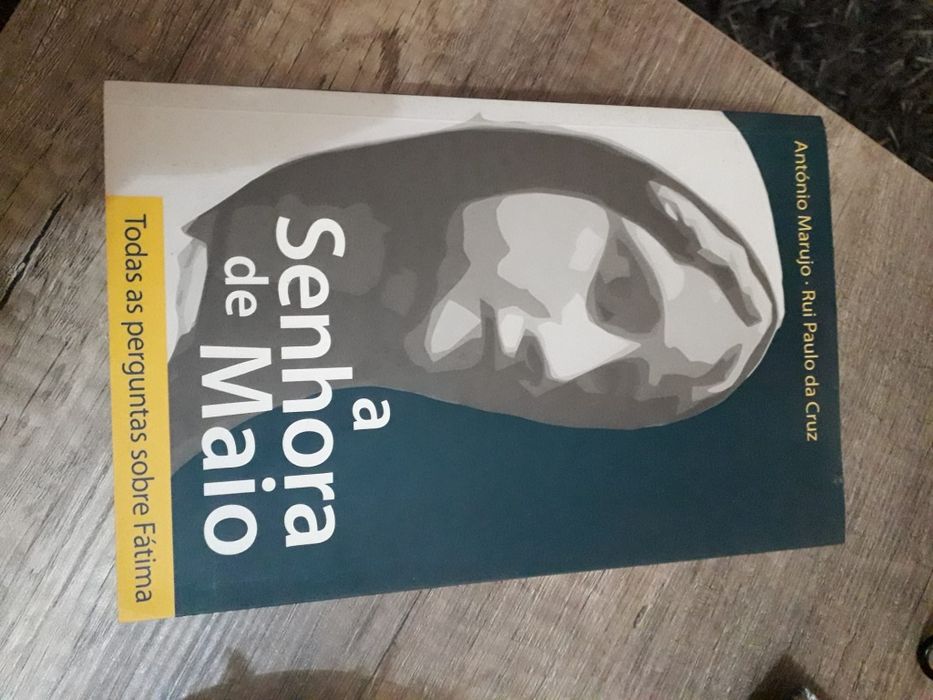 António Marujo · Rui Paulo da Cruz
a
Senhora
de Maio
Todas as perguntas sobre Fátima